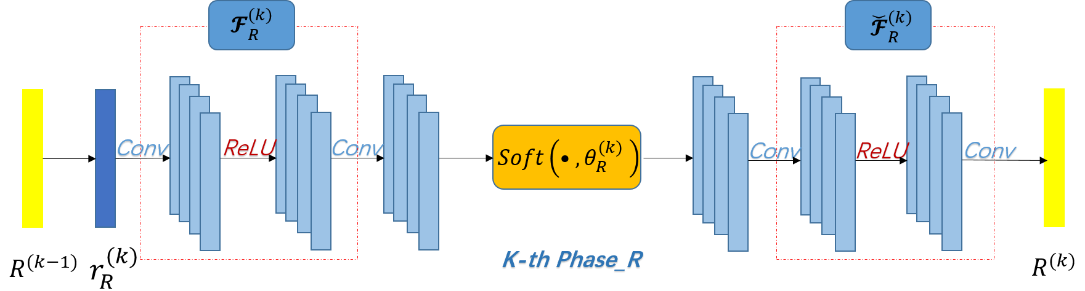 𝓕_R^(k)
𝓕̆_R^(k)
Conv
ReLU
Conv
Soft(•, θ_R^(k))
Conv
ReLU
Conv
R^(k−1)
r_R^(k)
K-th Phase_R
R^(k)